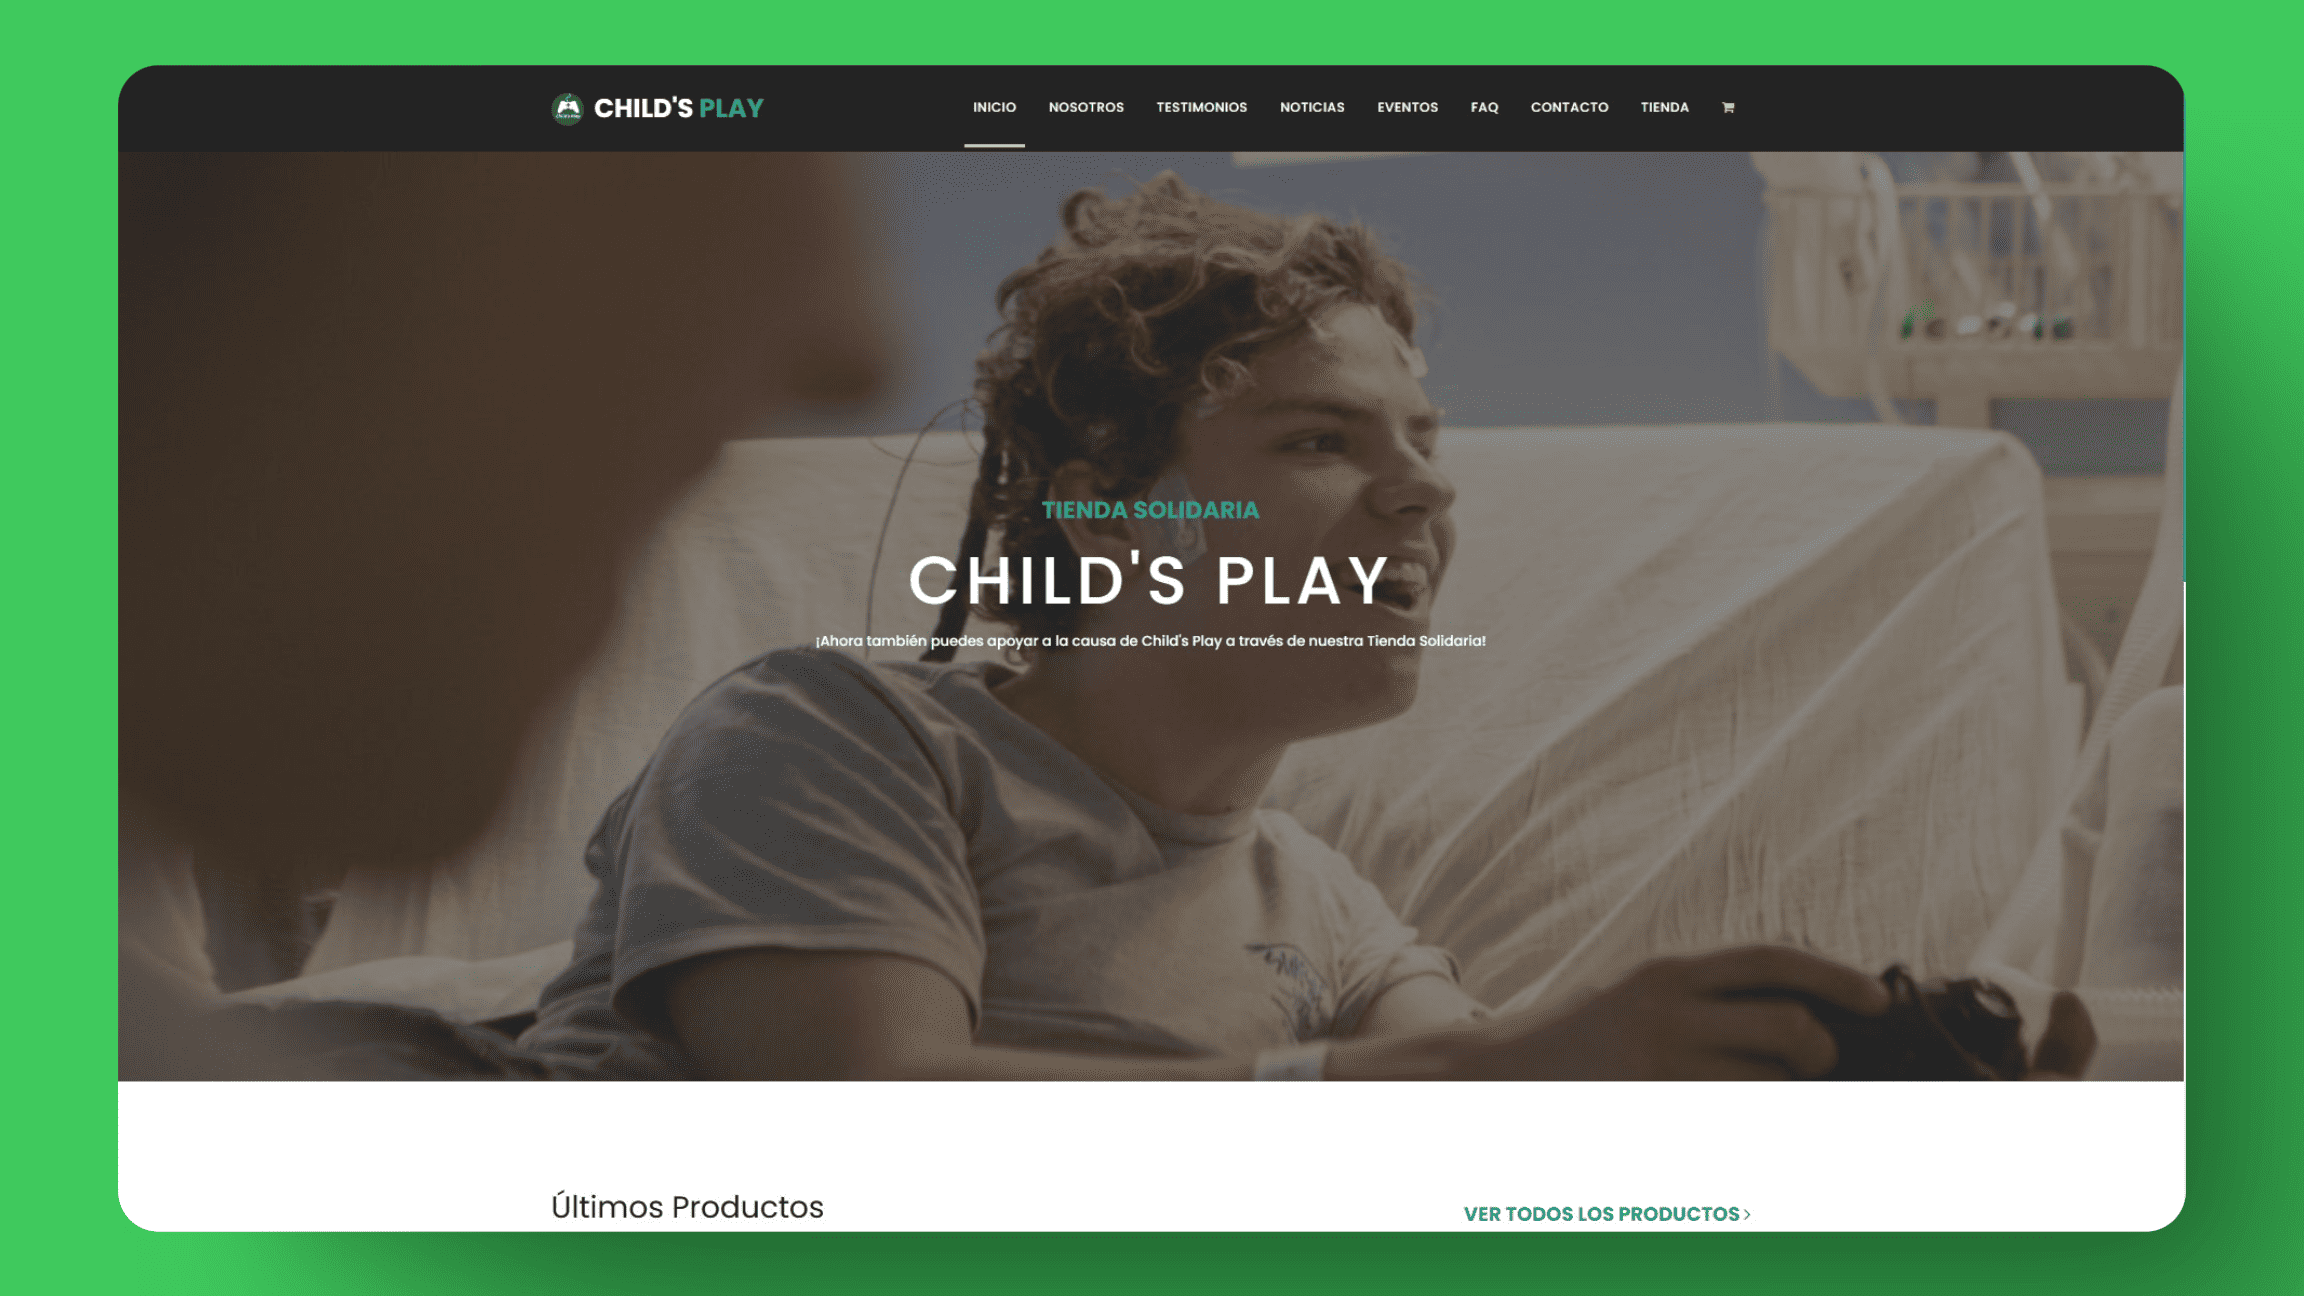 CHILD'S PLAY
INICIO NOSOTROS TESTIMONIOS NOTICIAS EVENTOS FAQ CONTACTO TIENDA
TIENDA SOLIDARIA
CHILD'S PLAY
¡Ahora también puedes apoyar a la causa de Child's Play a través de nuestra Tienda Solidaria!
Últimos Productos
VER TODOS LOS PRODUCTOS >